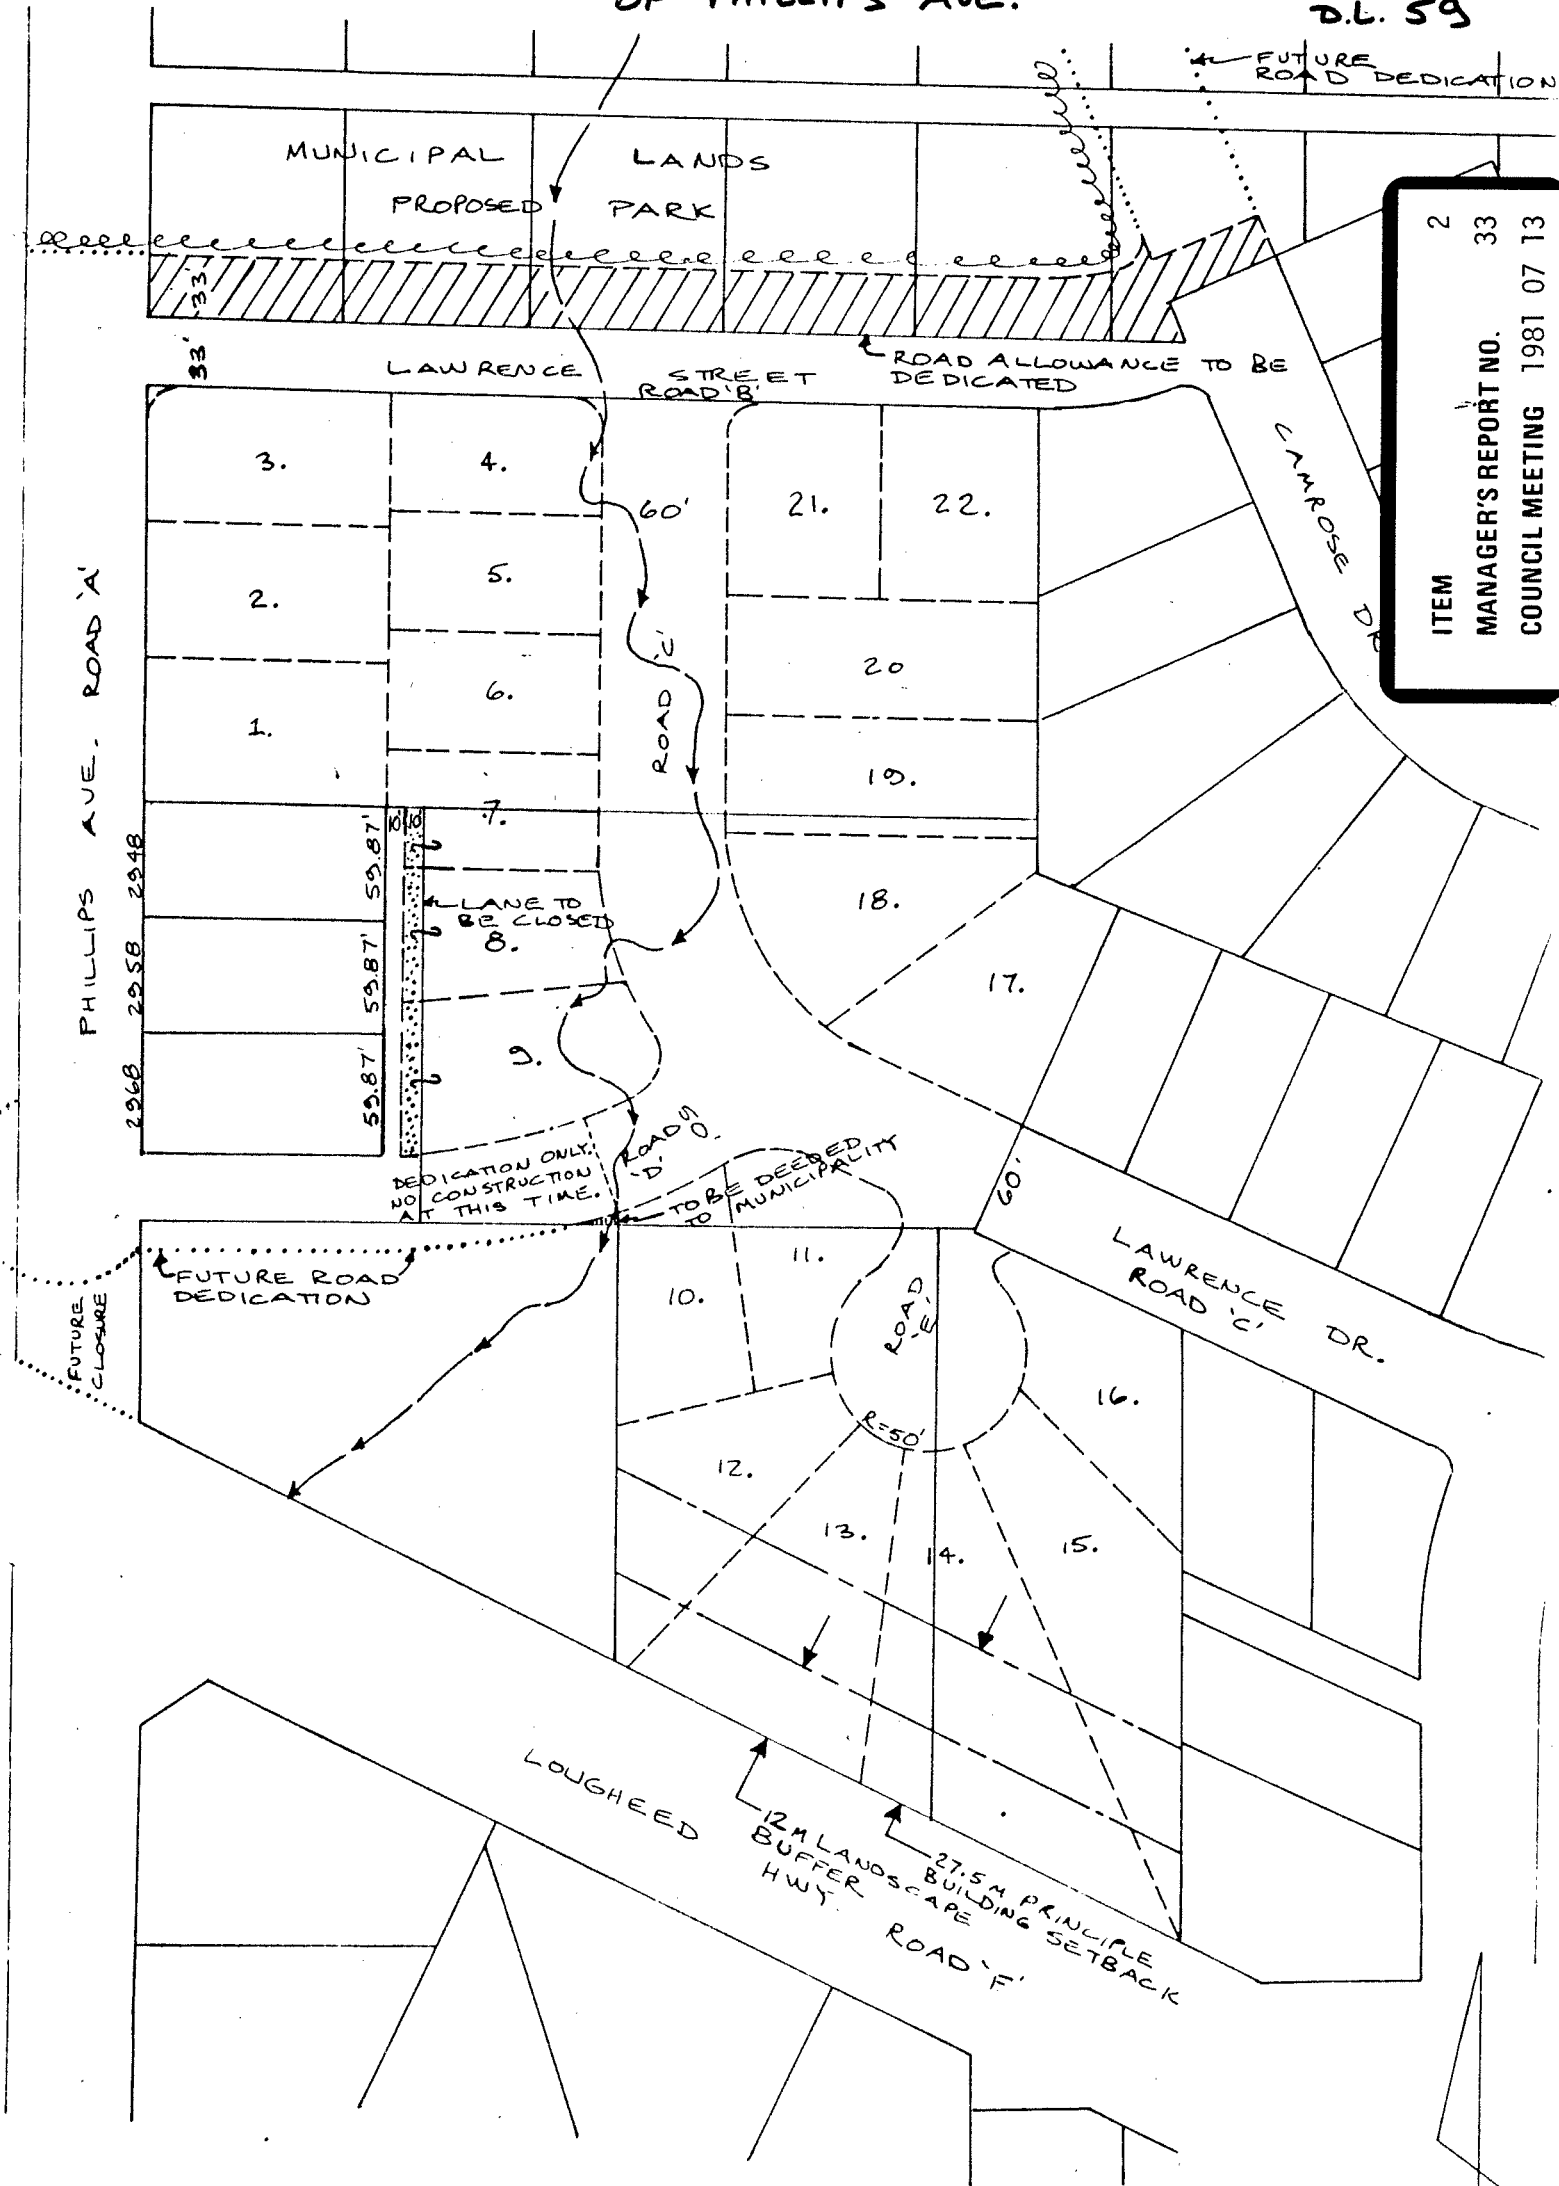 OF PHILLIPS AVE.
D.L. 59
FUTURE
ROAD DEDICATION
MUNICIPAL LANDS
PROPOSED PARK
ITEM 2
MANAGER'S REPORT NO. 33
COUNCIL MEETING 1981 07 13
33'
33'
LAWRENCE STREET
ROAD 'B'
ROAD ALLOWANCE TO BE
DEDICATED
CAMROSE DR
3.
4.
60'
21.
22.
2.
5.
PHILLIPS AVE. ROAD 'A'
ROAD 'C'
20
6.
1.
19.
7.
10'
10'
2948
59.87'
LANE TO
BE CLOSED
8.
18.
2958
59.87'
17.
9.
2968
59.87'
DEDICATION ONLY.
NO CONSTRUCTION
AT THIS TIME.
ROAD
'D'
TO BE DEEDED
TO MUNICIPALITY
60'
LAWRENCE DR.
ROAD 'C'
FUTURE ROAD
DEDICATION
FUTURE
CLOSURE
10.
11.
ROAD
'E'
16.
R=50'
12.
13.
14.
15.
LOUGHEED HWY.
ROAD 'F'
12M LANDSCAPE
BUFFER
27.5M PRINCIPLE
BUILDING SETBACK